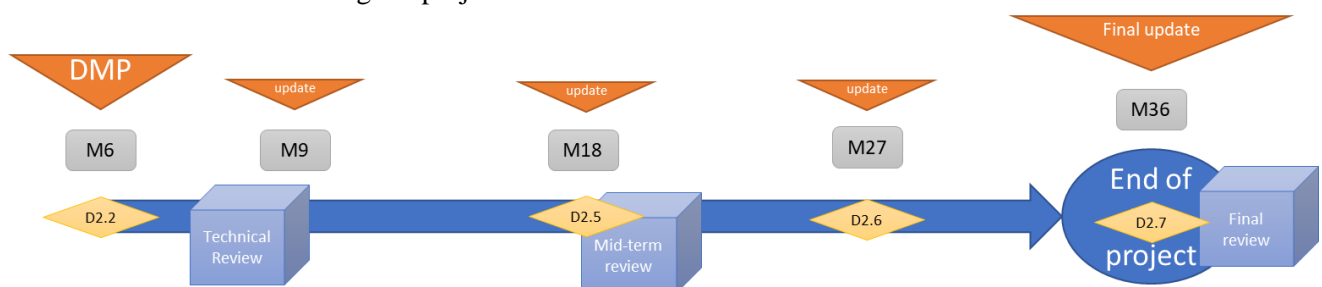 DMP
update
update
update
Final update
M6
M9
M18
M27
M36
D2.2
Technical
Review
D2.5
Mid-term
review
D2.6
End of
D2.7
project
Final
review